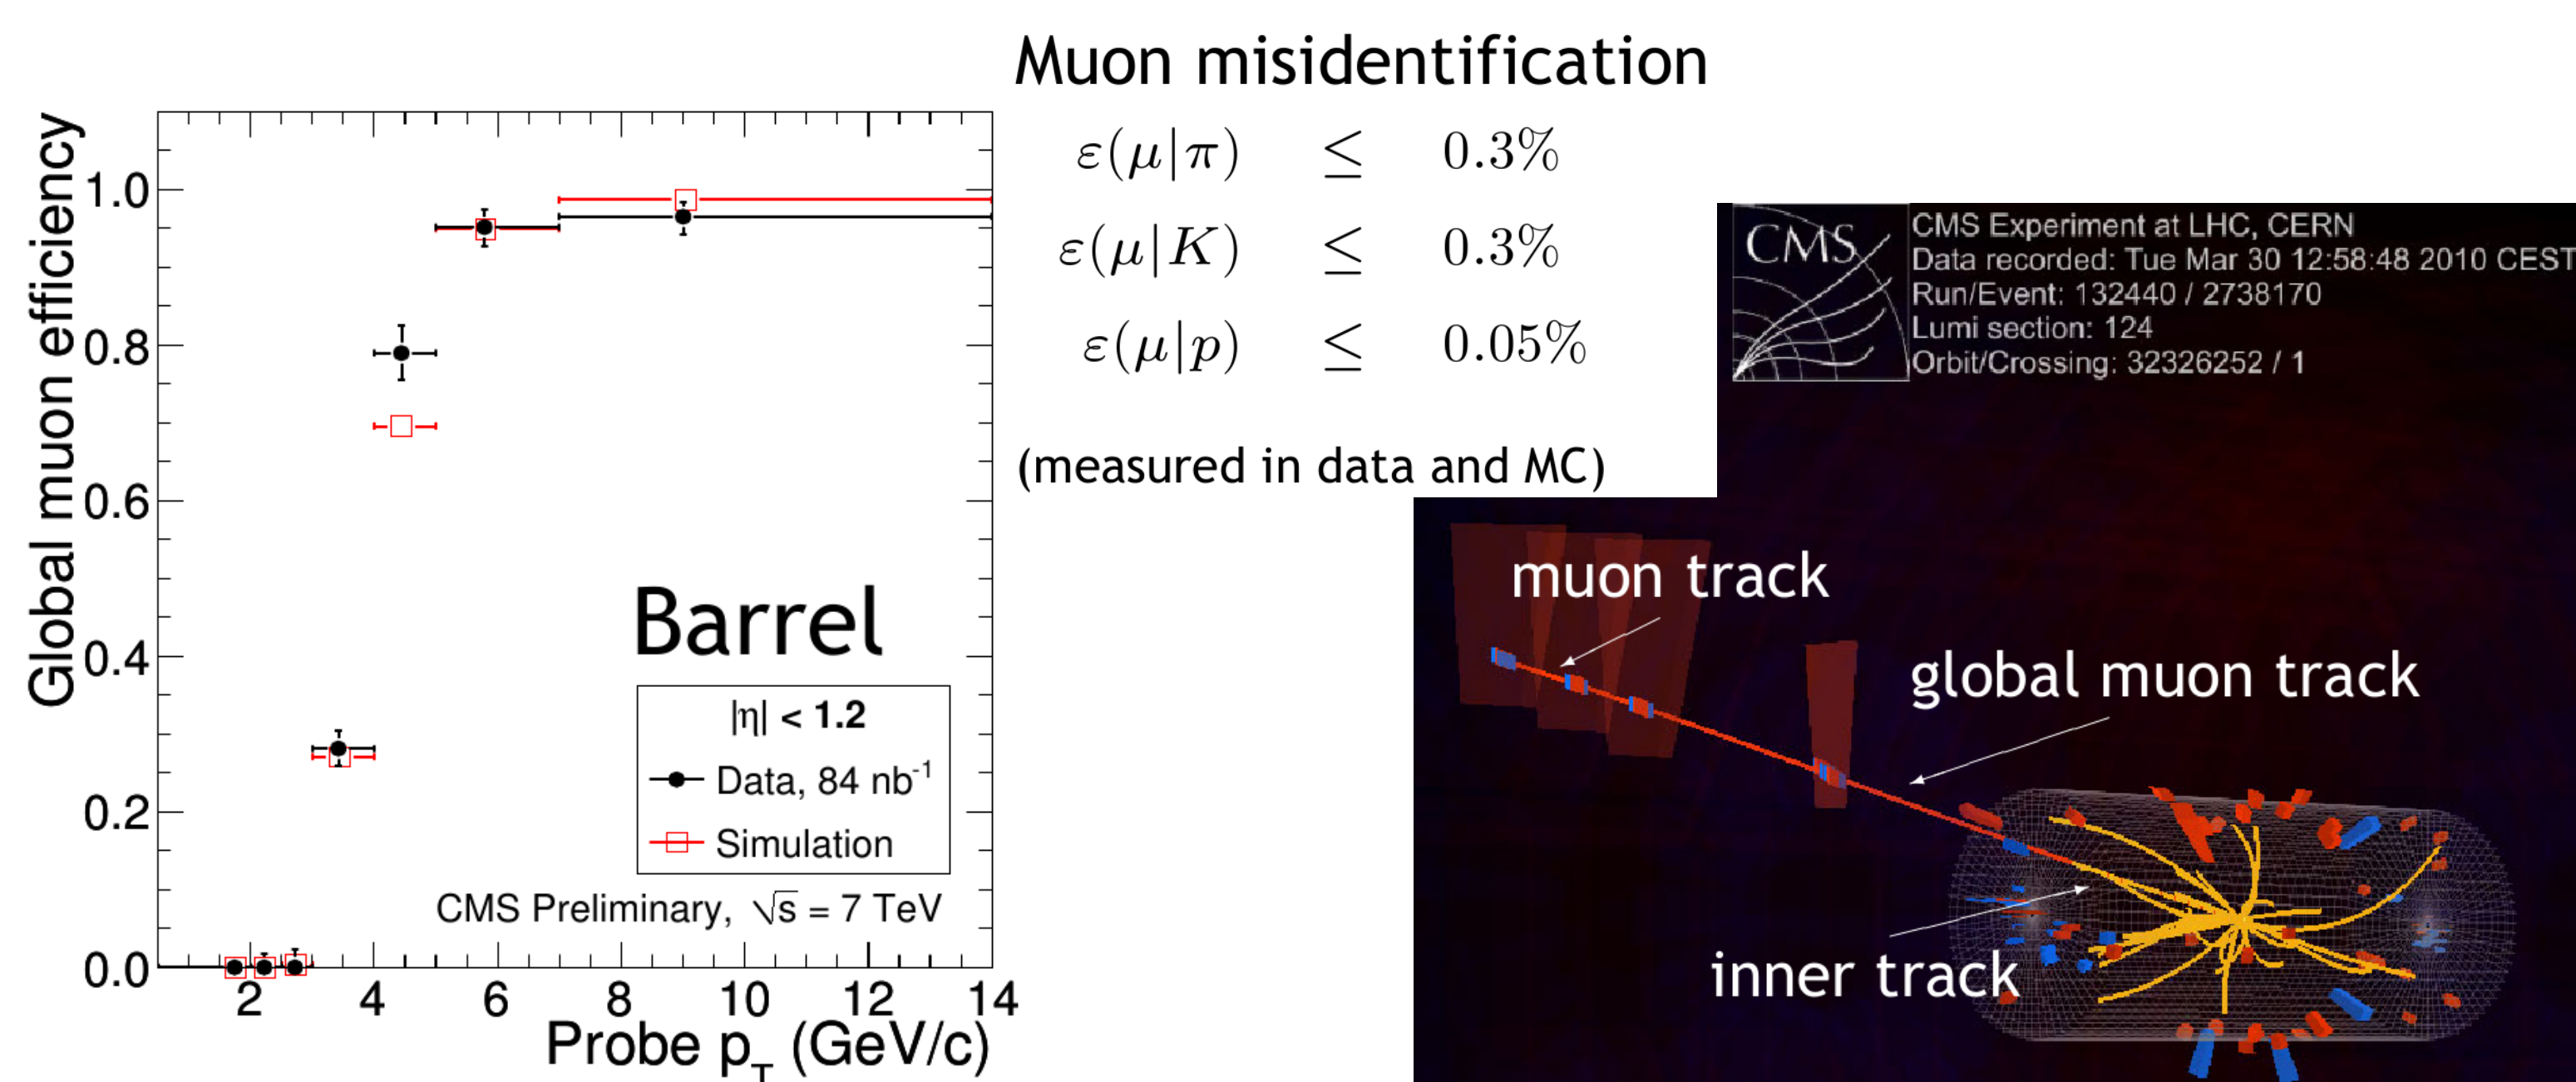 Muon misidentification
ε(μ|π) ≤ 0.3%
ε(μ|K) ≤ 0.3%
ε(μ|p) ≤ 0.05%
(measured in data and MC)
Global muon efficiency
1.0
0.8
0.6
0.4
0.2
0.0
Barrel
|η| < 1.2
Data, 84 nb⁻¹
Simulation
CMS Preliminary, √s = 7 TeV
2 4 6 8 10 12 14
Probe p_T (GeV/c)
CMS
CMS Experiment at LHC, CERN
Data recorded: Tue Mar 30 12:58:48 2010 CEST
Run/Event: 132440 / 2738170
Lumi section: 124
Orbit/Crossing: 32326252 / 1
muon track
global muon track
inner track